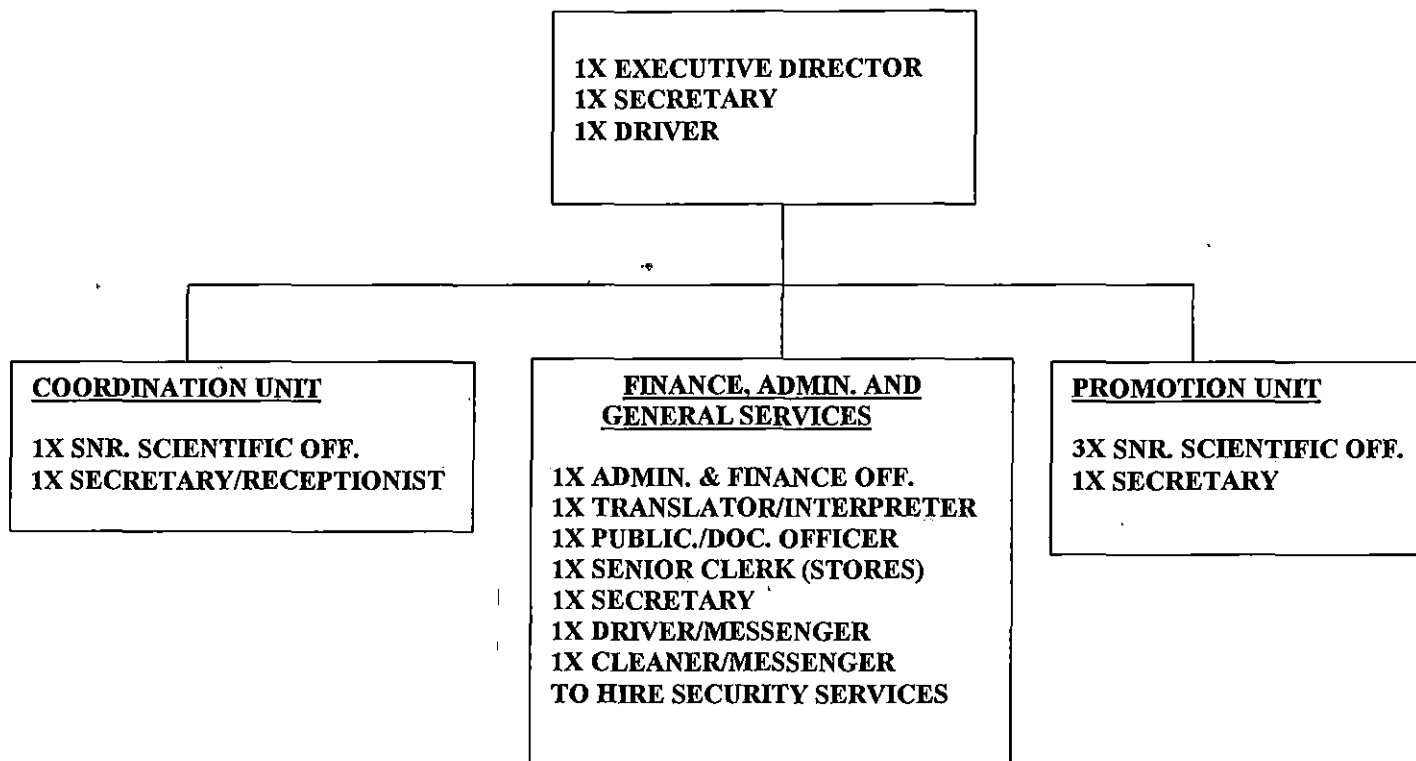 1X EXECUTIVE DIRECTOR
1X SECRETARY
1X DRIVER
COORDINATION UNIT
1X SNR. SCIENTIFIC OFF.
1X SECRETARY/RECEPTIONIST
FINANCE, ADMIN. AND
GENERAL SERVICES
1X ADMIN. & FINANCE OFF.
1X TRANSLATOR/INTERPRETER
1X PUBLIC./DOC. OFFICER
1X SENIOR CLERK (STORES)
1X SECRETARY
1X DRIVER/MESSENGER
1X CLEANER/MESSENGER
TO HIRE SECURITY SERVICES
PROMOTION UNIT
3X SNR. SCIENTIFIC OFF.
1X SECRETARY